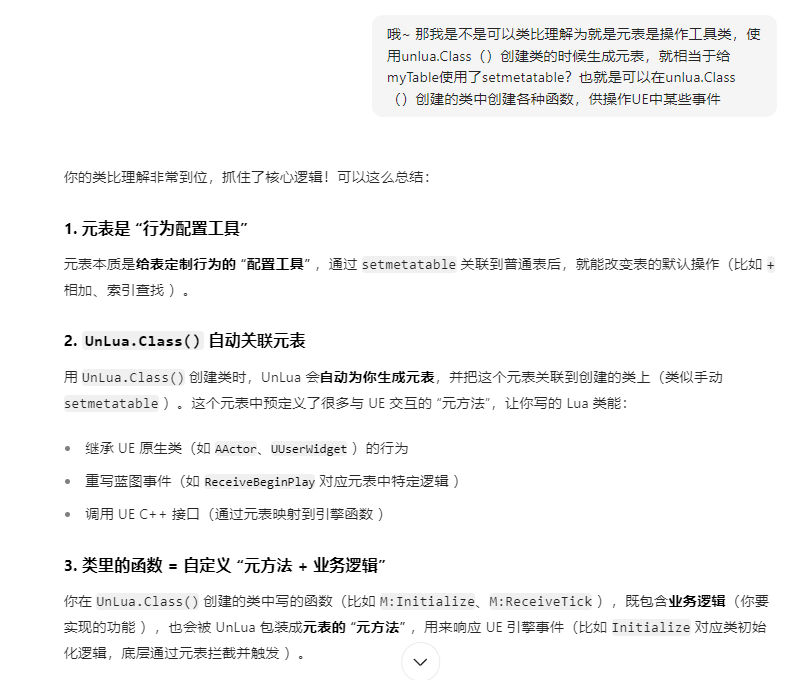 哦~ 那我是不是可以类比理解为就是元表是操作工具类，使
用unlua.Class（）创建类的时候生成元表，就相当于给
myTable使用了setmetatable？也就是可以在unlua.Class
（）创建的类中创建各种函数，供操作UE中某些事件
你的类比理解非常到位，抓住了核心逻辑！可以这么总结：
1. 元表是 “行为配置工具”
元表本质是给表定制行为的 “配置工具” ，通过 setmetatable 关联到普通表后，就能改变表的默认操作（比如 +
相加、索引查找 ）。
2. UnLua.Class() 自动关联元表
用 UnLua.Class() 创建类时，UnLua 会自动为你生成元表，并把这个元表关联到创建的类上（类似手动
setmetatable ）。这个元表中预定义了很多与 UE 交互的 “元方法”，让你写的 Lua 类能：
• 继承 UE 原生类（如 AActor、UUserWidget ）的行为
• 重写蓝图事件（如 ReceiveBeginPlay 对应元表中特定逻辑 ）
• 调用 UE C++ 接口（通过元表映射到引擎函数 ）
3. 类里的函数 = 自定义 “元方法 + 业务逻辑”
你在 UnLua.Class() 创建的类中写的函数（比如 M:Initialize、M:ReceiveTick ），既包含业务逻辑（你要
实现的功能 ），也会被 UnLua 包装成元表的 “元方法” ，用来响应 UE 引擎事件（比如 Initialize 对应类初始
化逻辑，底层通过元表拦截并触发 ）。